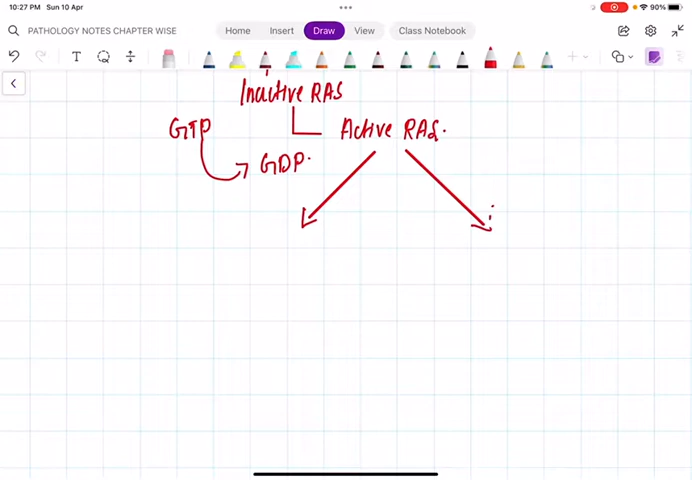 10:27 PM Sun 10 Apr
90%
PATHOLOGY NOTES CHAPTER WISE
Home Insert Draw View Class Notebook
T
Inactive RAS
GTP
Active RAS.
GDP.